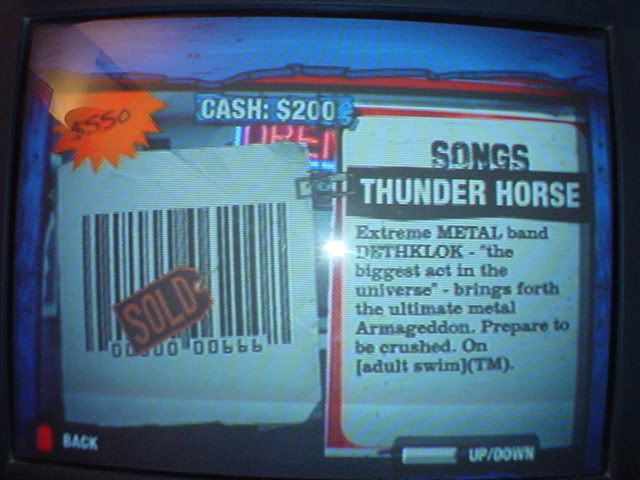 $550
CASH: $200
OPEN
SONGS
THUNDER HORSE
Extreme METAL band
DETHKLOK - "the
biggest act in the
universe" - brings forth
the ultimate metal
Armageddon. Prepare to
be crushed. On
[adult swim](TM).
SOLD
00000 00666
BACK
UP/DOWN